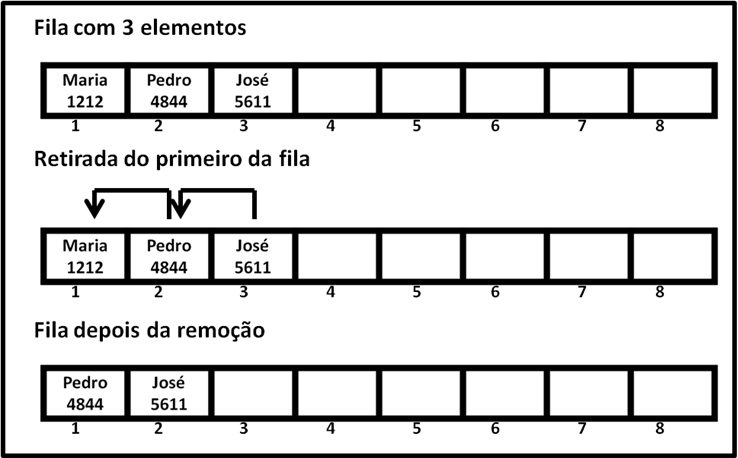 Fila com 3 elementos
Maria Pedro José
1212 4844 5611
1 2 3 4 5 6 7 8
Retirada do primeiro da fila
Maria Pedro José
1212 4844 5611
1 2 3 4 5 6 7 8
Fila depois da remoção
Pedro José
4844 5611
1 2 3 4 5 6 7 8